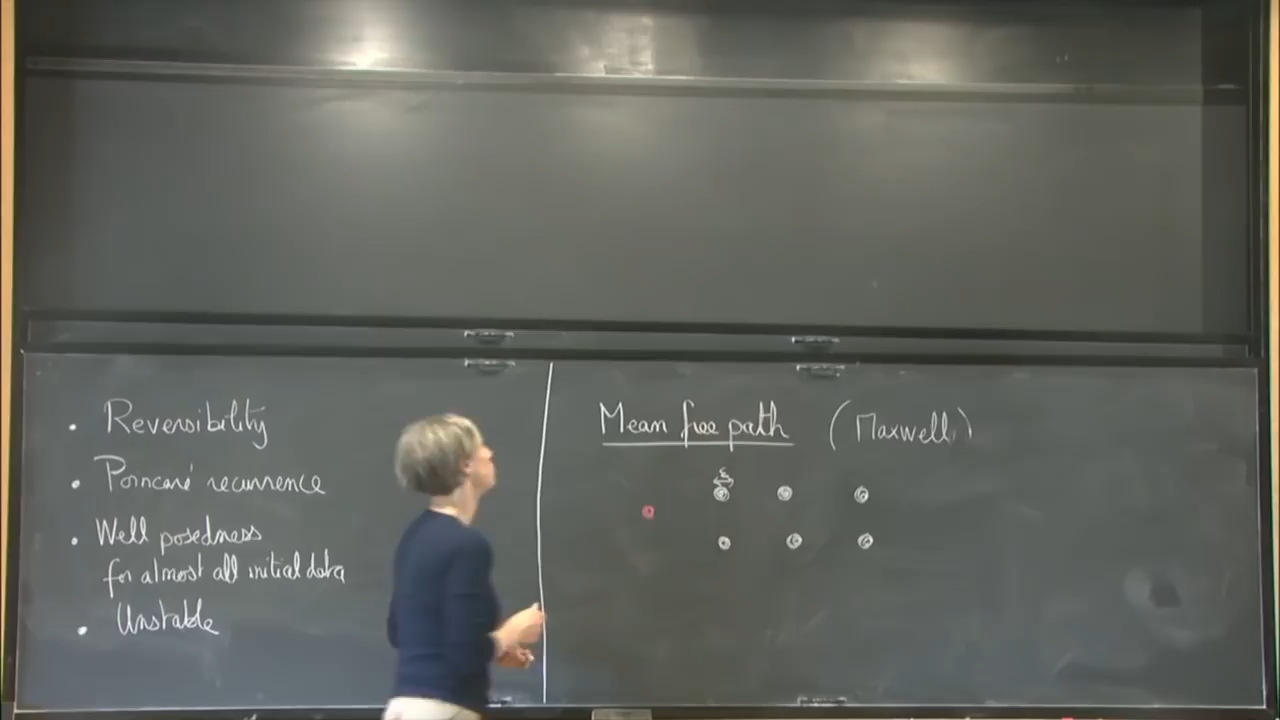 . Reversibility
. Poincaré recurrence
. Well posedness
for almost all initial data
. Unstable
Mean free path (Maxwell)
ε